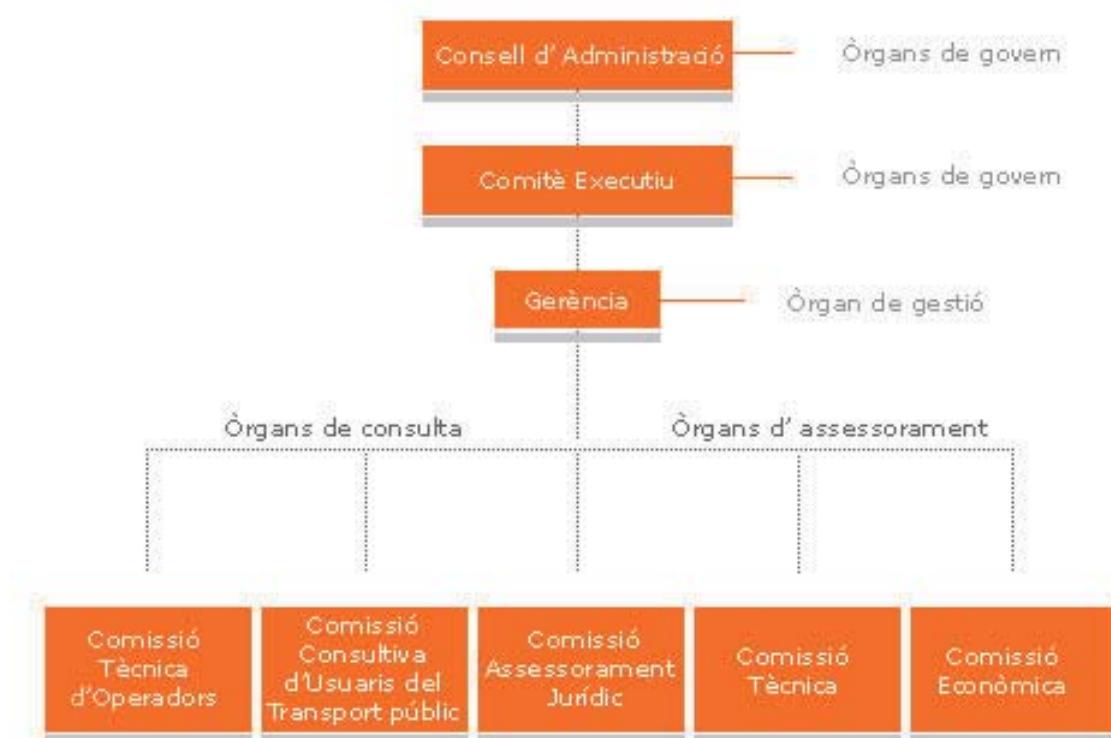 Consell d' Administració
Òrgans de govern
Comitè Executiu
Òrgans de govern
Gerència
Òrgan de gestió
Òrgans de consulta
Òrgans d' assessorament
Comissió
Tècnica
d'Operadors
Comissió
Consultiva
d'Usuaris del
Transport públic
Comissió
Assessorament
Jurídic
Comissió
Tècnica
Comissió
Econòmica